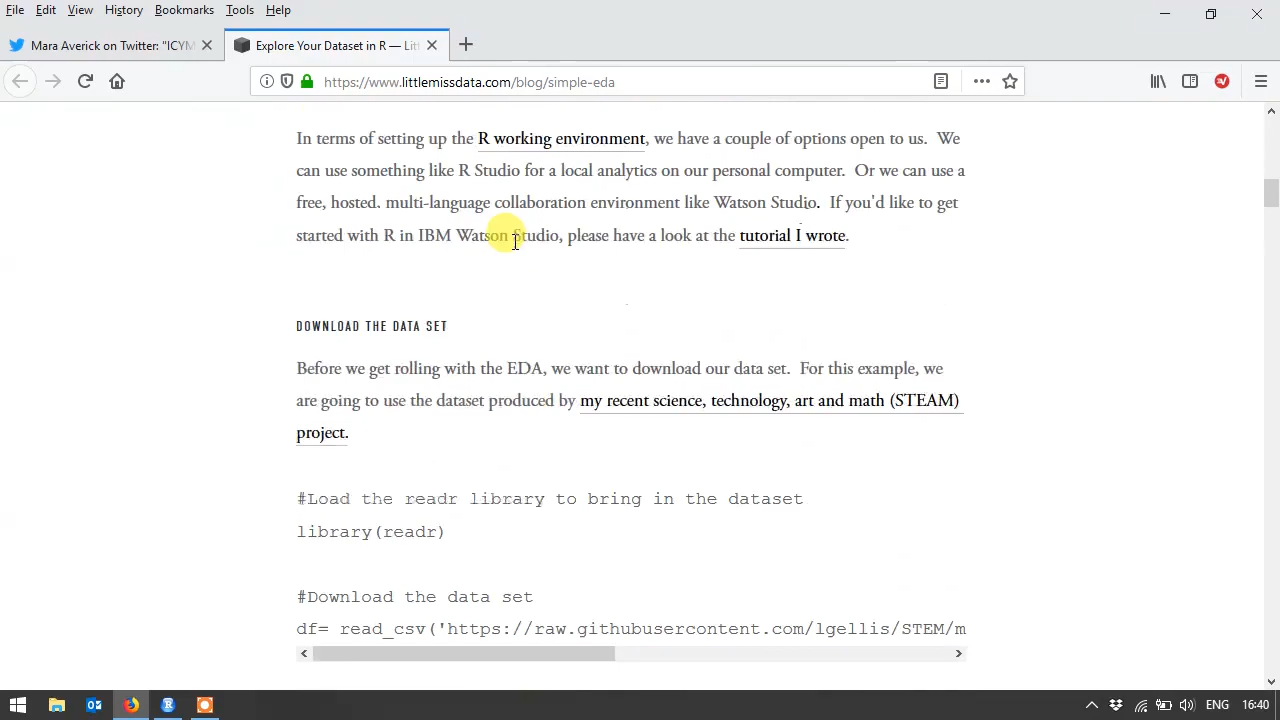 File Edit View History Bookmarks Tools Help
Mara Averick on Twitter: "ICYM
Explore Your Dataset in R — Litt
https://www.littlemissdata.com/blog/simple-eda
In terms of setting up the R working environment, we have a couple of options open to us. We
can use something like R Studio for a local analytics on our personal computer. Or we can use a
free, hosted. multi-language collaboration environment like Watson Studio. If you'd like to get
started with R in IBM Watson Studio, please have a look at the tutorial I wrote.
DOWNLOAD THE DATA SET
Before we get rolling with the EDA, we want to download our data set. For this example, we
are going to use the dataset produced by my recent science, technology, art and math (STEAM)
project.
#Load the readr library to bring in the dataset
library(readr)
#Download the data set
df= read_csv('https://raw.githubusercontent.com/lgellis/STEM/m
ENG 16:40